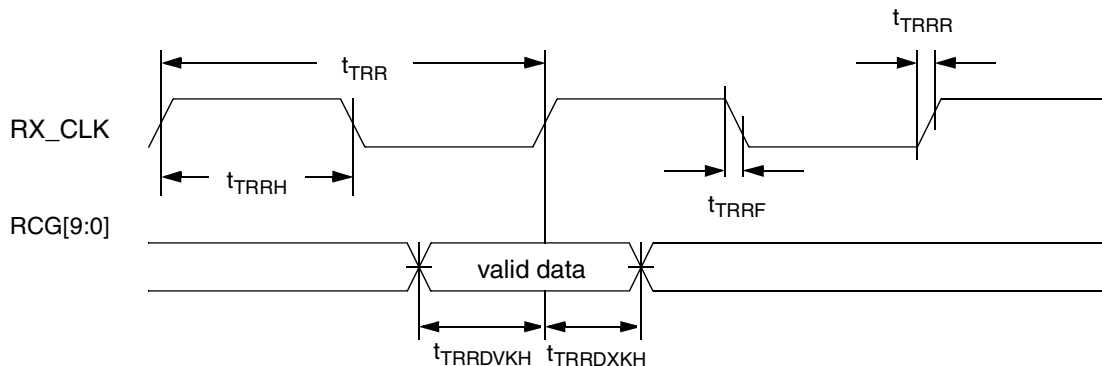 tTRRR
tTRR
RX_CLK
tTRRH
tTRRF
RCG[9:0]
valid data
tTRRDVKH tTRRDXKH